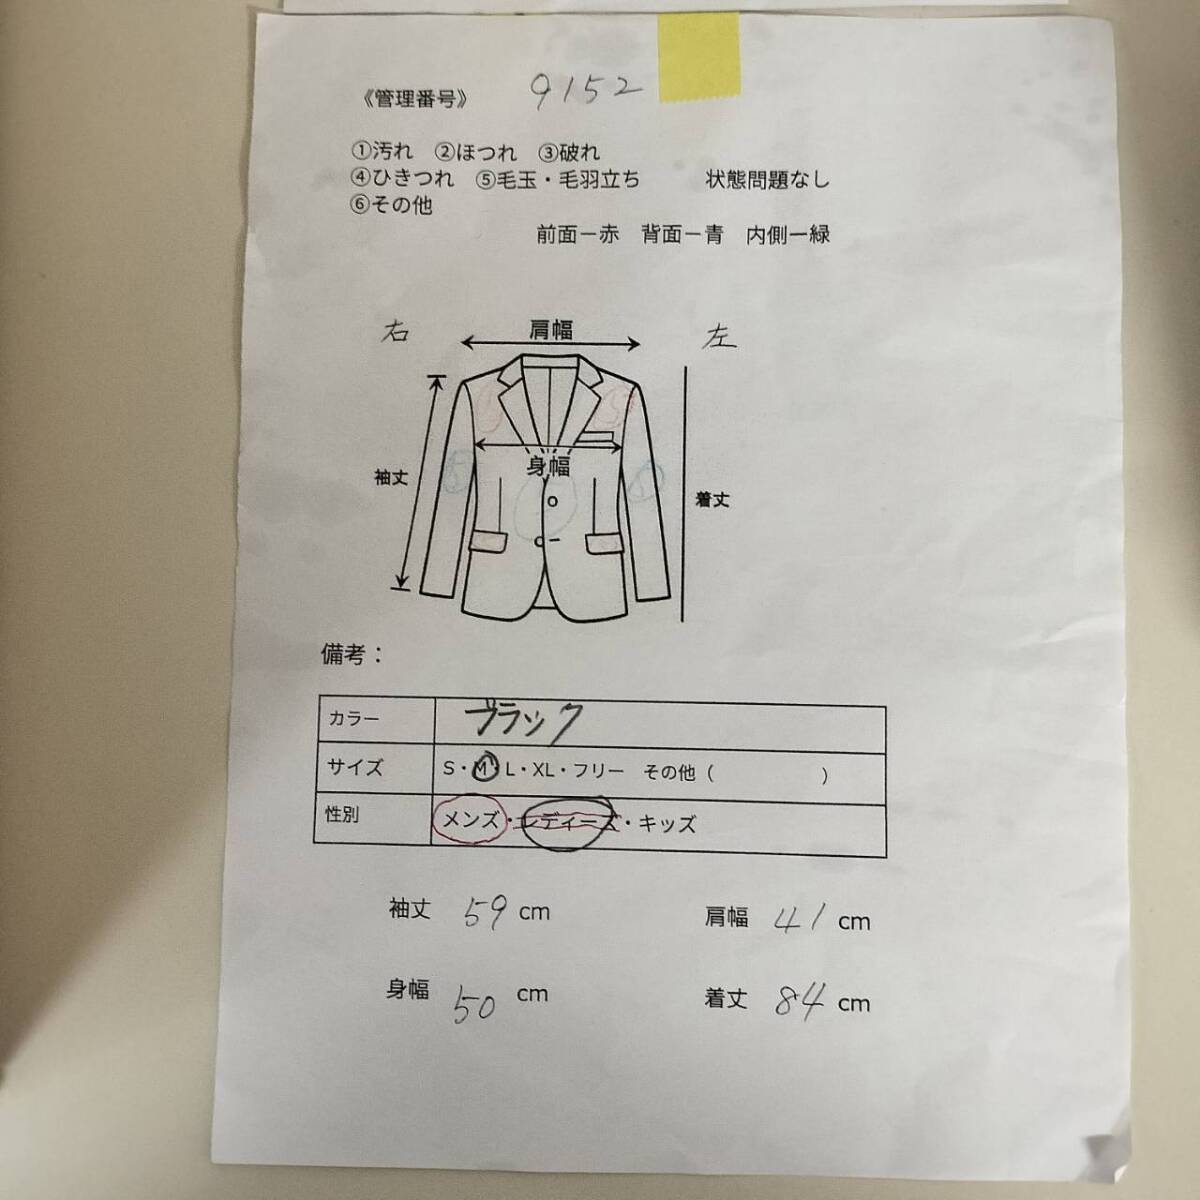 《管理番号》 9152
①汚れ ②ほつれ ③破れ
④ひきつれ ⑤毛玉・毛羽立ち 状態問題なし
⑥その他
前面ー赤 背面ー青 内側ー緑
右 肩幅 左
身幅
袖丈
着丈
備考：
カラー ブラック
サイズ S・M・L・XL・フリー その他（ ）
性別 メンズ・レディース・キッズ
袖丈 59 cm 肩幅 41 cm
身幅 50 cm 着丈 84 cm